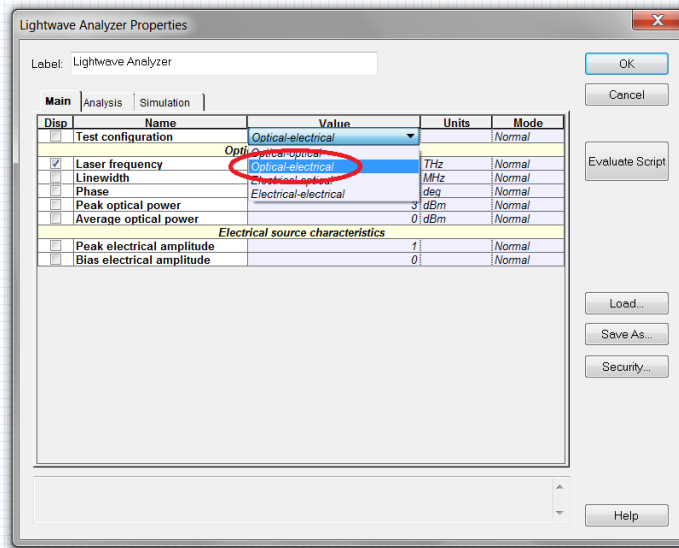 Lightwave Analyzer Properties
Label: Lightwave Analyzer
OK
Cancel
Main Analysis Simulation
Disp Name Value Units Mode
Test configuration Optical-electrical Normal
Opti
Optical-optical
Laser frequency Optical-electrical THz Normal
Linewidth Electrical-optical MHz Normal
Phase Electrical-electrical deg Normal
Peak optical power 3 dBm Normal
Average optical power 0 dBm Normal
Electrical source characteristics
Peak electrical amplitude 1 Normal
Bias electrical amplitude 0 Normal
Evaluate Script
Load...
Save As...
Security...
Help